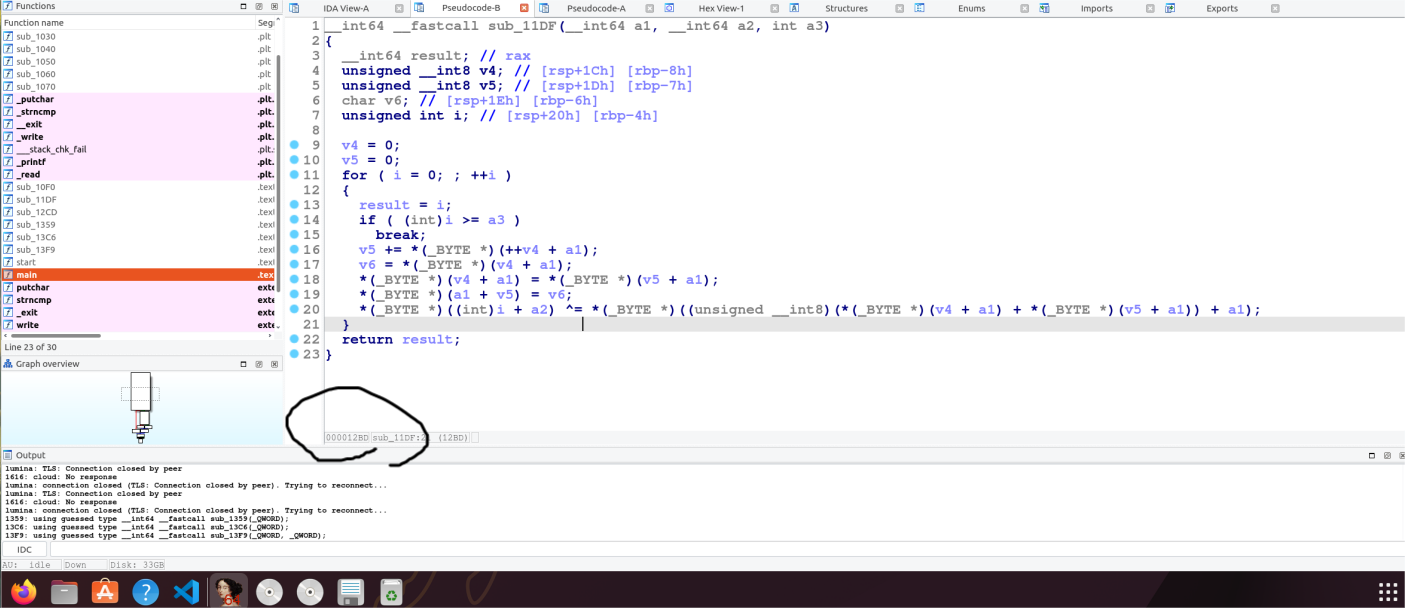 Functions
IDA View-A Pseudocode-B Pseudocode-A Hex View-1 Structures Enums Imports Exports
Function name Segi
sub_1030 .plt
sub_1040 .plt
sub_1050 .plt
sub_1060 .plt
sub_1070 .plt
_putchar .plt.
_strncmp .plt.
__exit .plt.
_write .plt.
___stack_chk_fail .plt.
_printf .plt.
_read .plt.
sub_10F0 .text
sub_11DF .text
sub_12CD .text
sub_1359 .text
sub_13C6 .text
sub_13F9 .text
start .text
main .tex
putchar exte
strncmp exte
_exit exte
write exte
Line 23 of 30
Graph overview
1 __int64 __fastcall sub_11DF(__int64 a1, __int64 a2, int a3)
2 {
3 __int64 result; // rax
4 unsigned __int8 v4; // [rsp+1Ch] [rbp-8h]
5 unsigned __int8 v5; // [rsp+1Dh] [rbp-7h]
6 char v6; // [rsp+1Eh] [rbp-6h]
7 unsigned int i; // [rsp+20h] [rbp-4h]
8
9 v4 = 0;
10 v5 = 0;
11 for ( i = 0; ; ++i )
12 {
13 result = i;
14 if ( (int)i >= a3 )
15 break;
16 v5 += *(_BYTE *)(++v4 + a1);
17 v6 = *(_BYTE *)(v4 + a1);
18 *(_BYTE *)(v4 + a1) = *(_BYTE *)(v5 + a1);
19 *(_BYTE *)(a1 + v5) = v6;
20 *(_BYTE *)((int)i + a2) ^= *(_BYTE *)((unsigned __int8)(*(_BYTE *)(v4 + a1) + *(_BYTE *)(v5 + a1)) + a1);
21 }
22 return result;
23 }
000012BD sub_11DF:21 (12BD)
Output
lumina: TLS: Connection closed by peer
1616: cloud: No response
lumina: connection closed (TLS: Connection closed by peer). Trying to reconnect...
lumina: TLS: Connection closed by peer
1616: cloud: No response
lumina: connection closed (TLS: Connection closed by peer). Trying to reconnect...
1359: using guessed type __int64 __fastcall sub_1359(_QWORD);
13C6: using guessed type __int64 __fastcall sub_13C6(_QWORD);
13F9: using guessed type __int64 __fastcall sub_13F9(_QWORD, _QWORD);
IDC
AU: idle Down Disk: 33GB